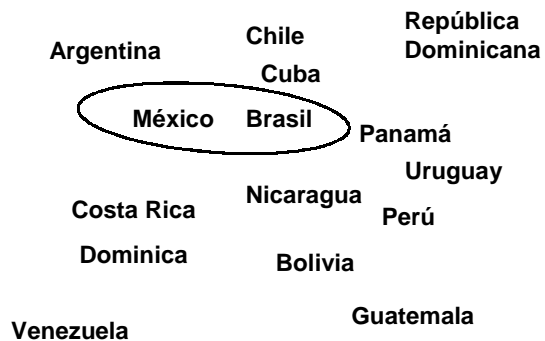 República
Dominicana
Chile
Argentina
Cuba
México Brasil
Panamá
Uruguay
Nicaragua
Costa Rica
Perú
Dominica
Bolivia
Guatemala
Venezuela